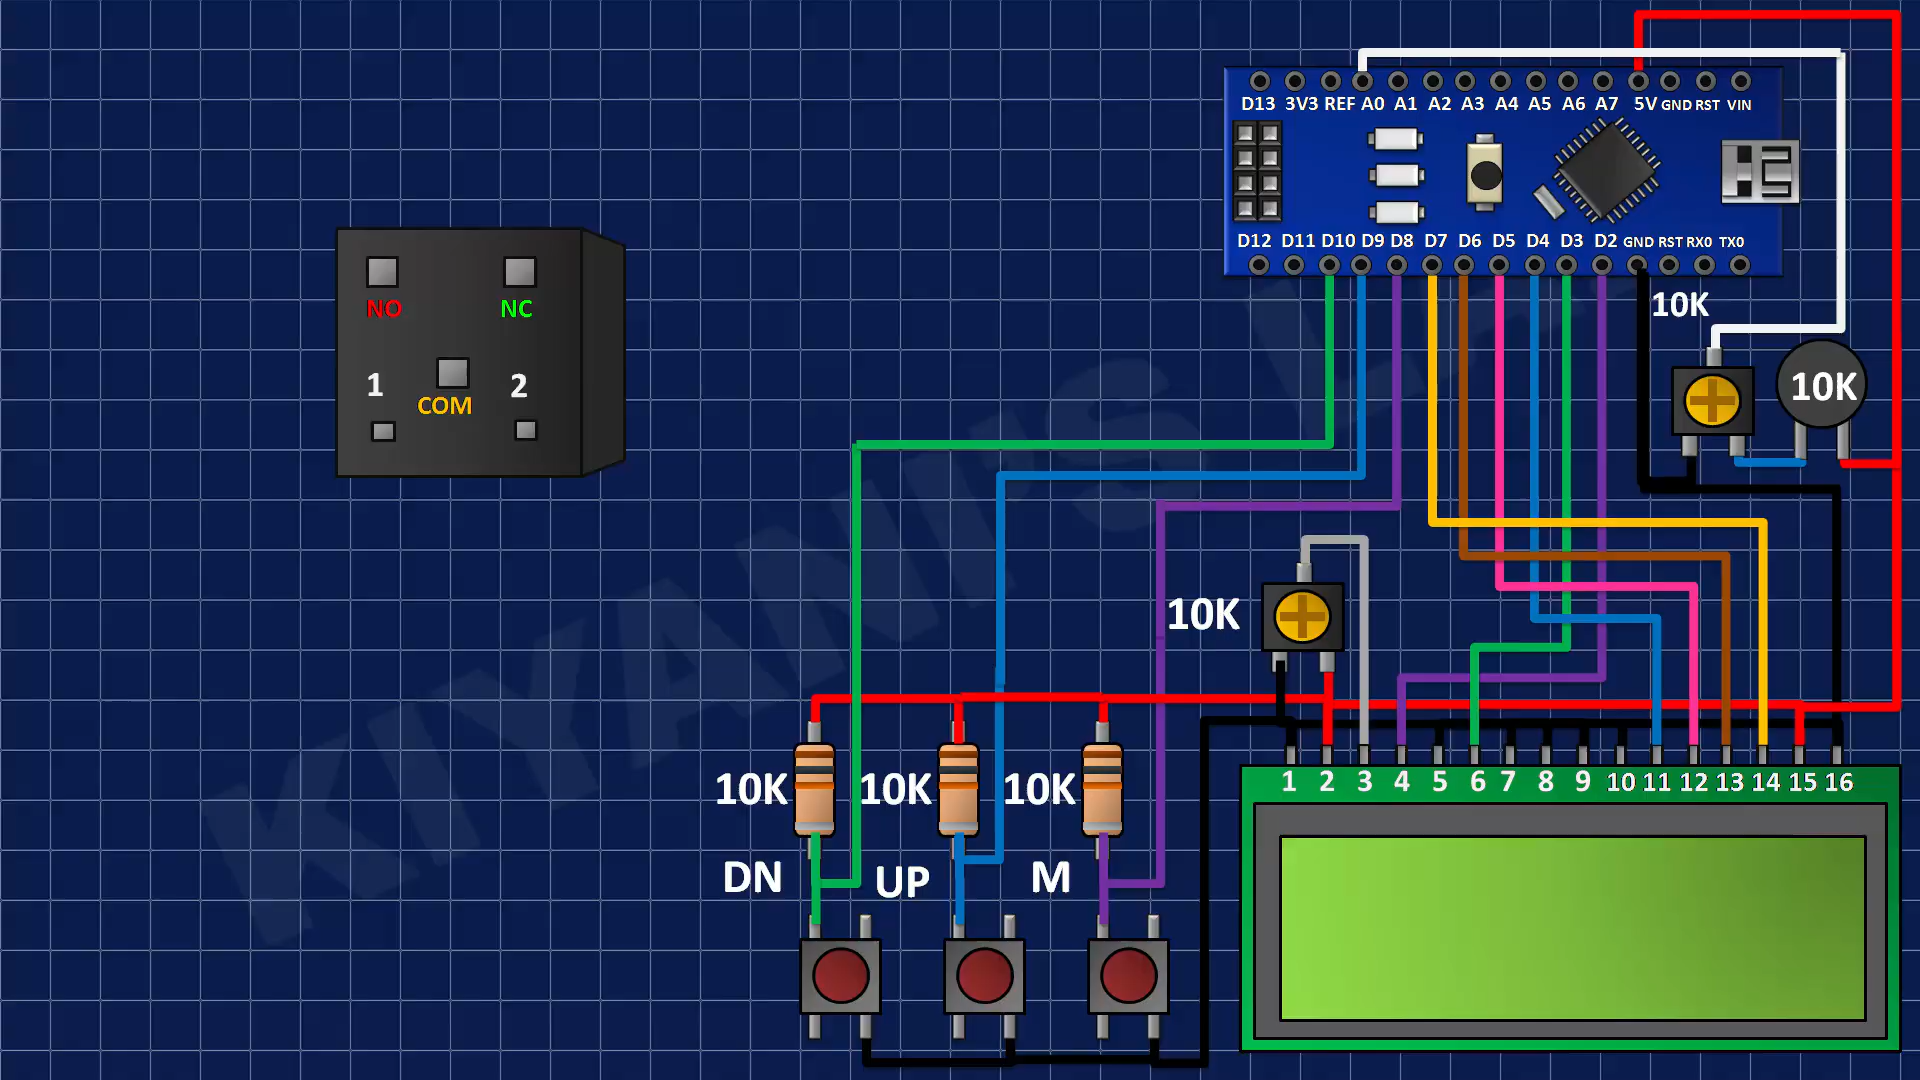 D13 3V3 REF A0 A1 A2 A3 A4 A5 A6 A7 5V GND RST VIN
D12 D11 D10 D9 D8 D7 D6 D5 D4 D3 D2 GND RST RX0 TX0
NO NC
10K
1 2
COM
10K
10K
10K 10K 10K
DN UP M
1 2 3 4 5 6 7 8 9 10 11 12 13 14 15 16
KIYANI'S LAB